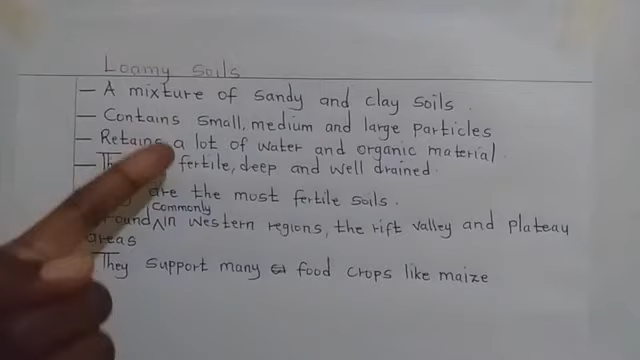 Loamy Soils
– A mixture of sandy and clay soils.
– Contains small, medium and large particles
– Retains a lot of water and organic material.
– fertile, deep and well drained.
are the most fertile soils.
Commonly
in western regions, the rift valley and plateau
areas
They support many food crops like maize